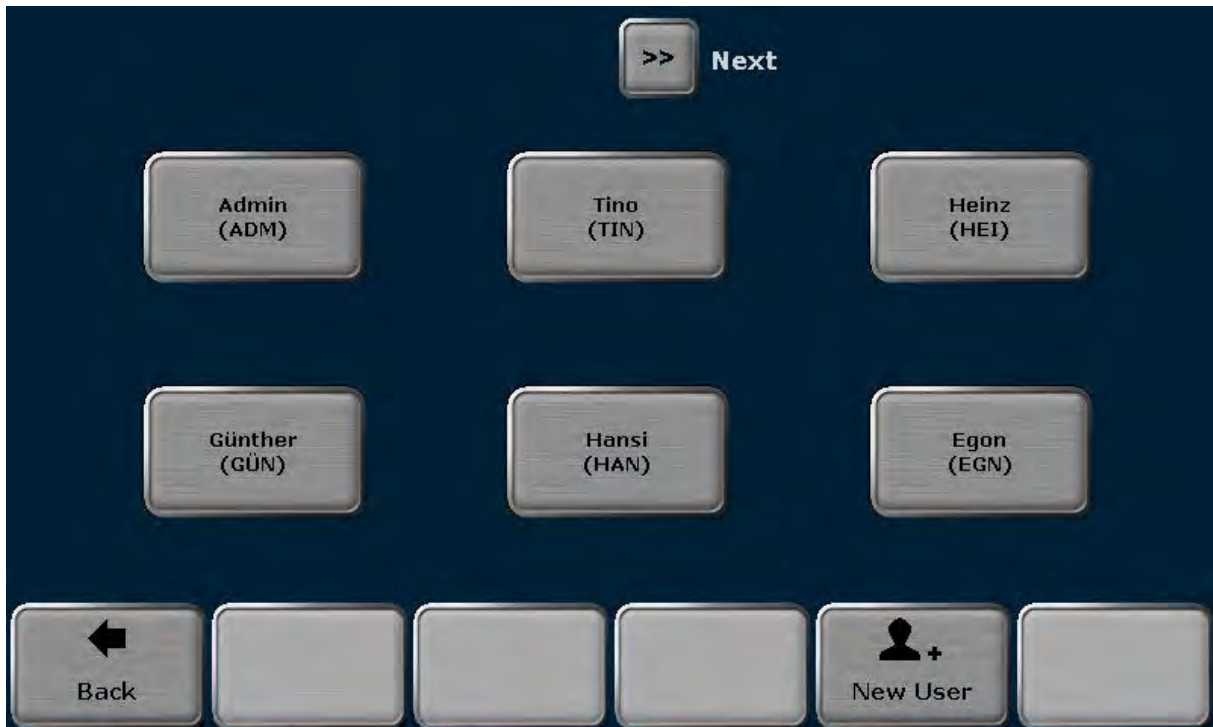 >> Next
Admin
(ADM)
Tino
(TIN)
Heinz
(HEI)
Günther
(GÜN)
Hansi
(HAN)
Egon
(EGN)
Back
New User